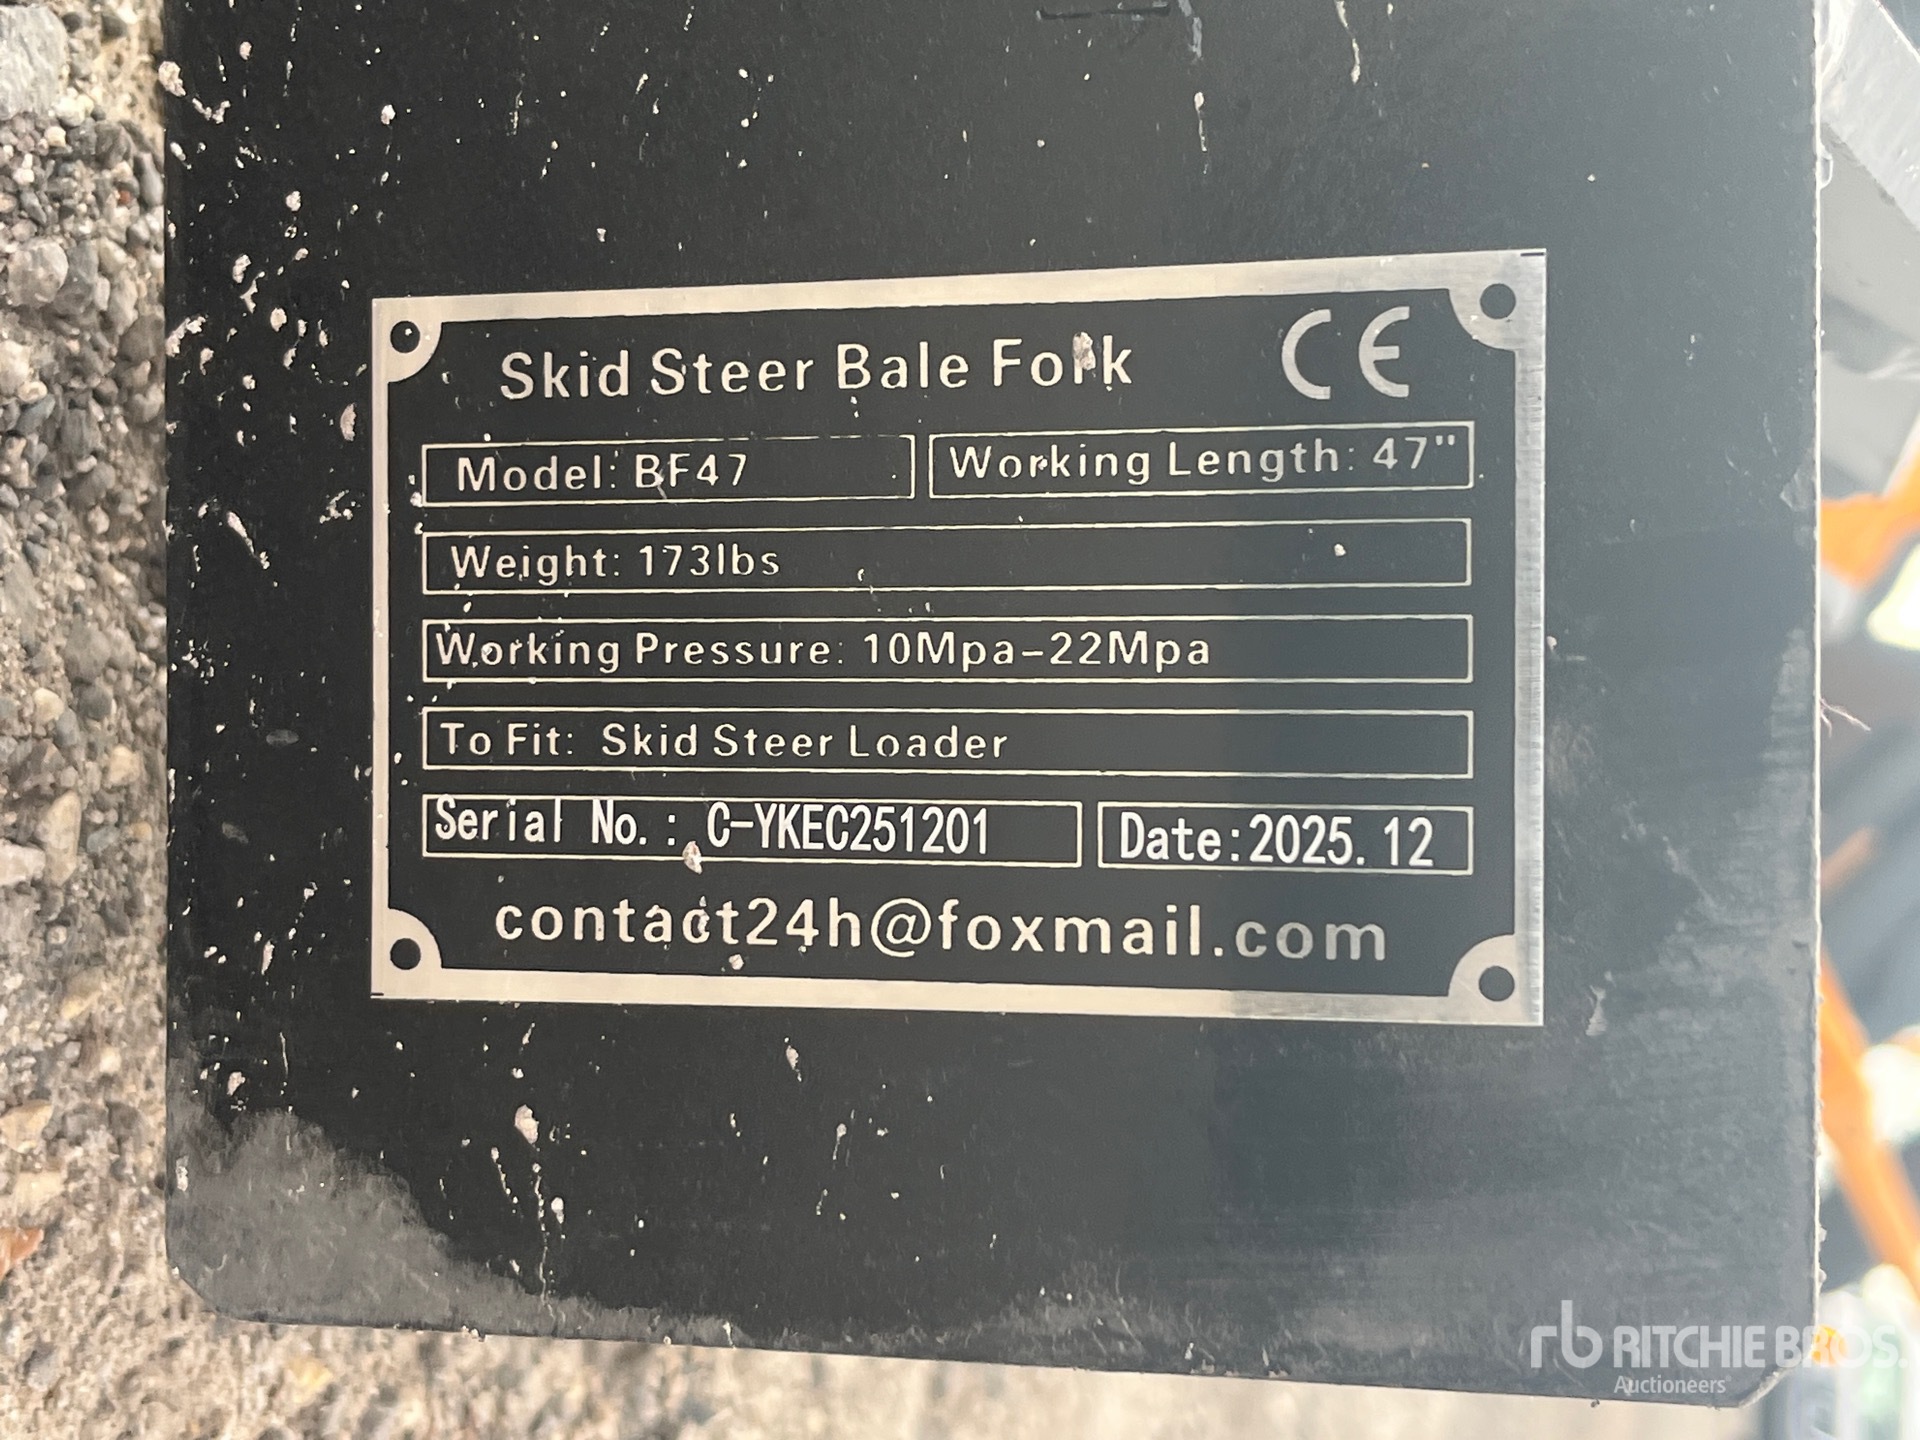 Skid Steer Bale Fork CE
Model: BF47 Working Length: 47"
Weight: 173lbs
Working Pressure: 10Mpa-22Mpa
To Fit: Skid Steer Loader
Serial No.: C-YKEC251201 Date:2025.12
contact24h@foxmail.com
rb RITCHIE BROS.
Auctioneers